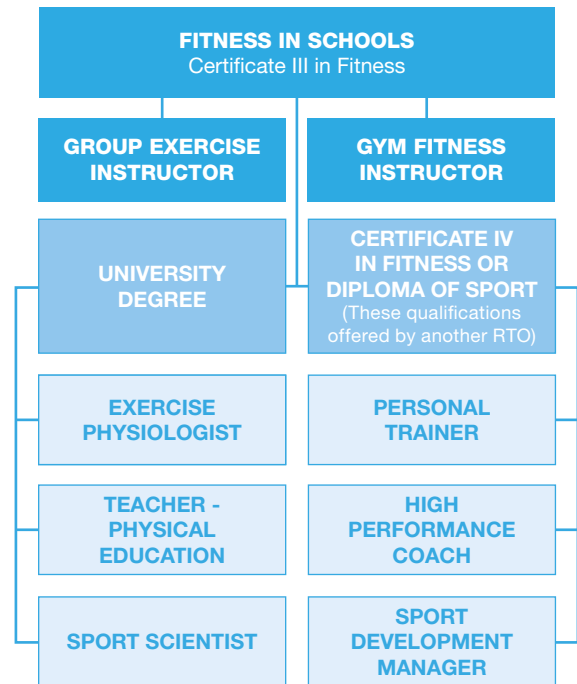 FITNESS IN SCHOOLS
Certificate III in Fitness
GROUP EXERCISE
INSTRUCTOR
GYM FITNESS
INSTRUCTOR
UNIVERSITY
DEGREE
CERTIFICATE IV
IN FITNESS OR
DIPLOMA OF SPORT
(These qualifications
offered by another RTO)
EXERCISE
PHYSIOLOGIST
PERSONAL
TRAINER
TEACHER -
PHYSICAL
EDUCATION
HIGH
PERFORMANCE
COACH
SPORT SCIENTIST
SPORT
DEVELOPMENT
MANAGER